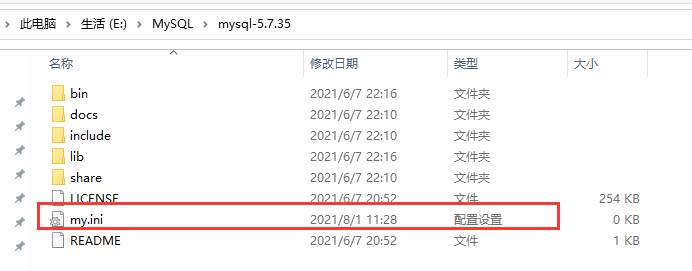 此电脑 > 生活 (E:) > MySQL > mysql-5.7.35
名称 修改日期 类型 大小
bin 2021/6/7 22:16 文件夹
docs 2021/6/7 22:10 文件夹
include 2021/6/7 22:10 文件夹
lib 2021/6/7 22:16 文件夹
share 2021/6/7 22:10 文件夹
LICENSE 2021/6/7 20:52 文件 254 KB
my.ini 2021/8/1 11:28 配置设置 0 KB
README 2021/6/7 20:52 文件 1 KB